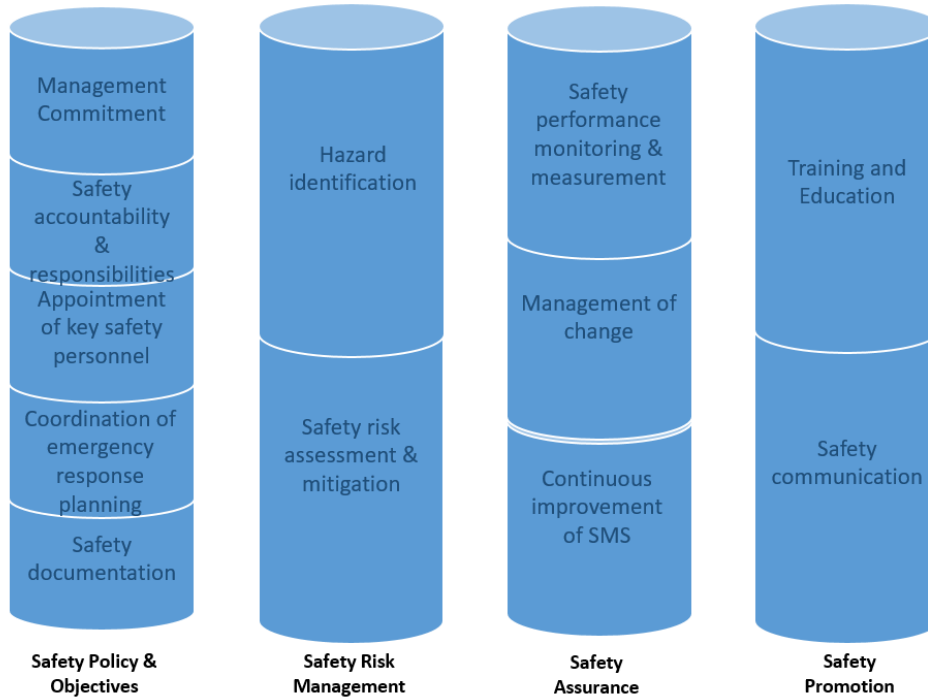 Management
Commitment
Safety
accountability
&
responsibilities
Appointment
of key safety
personnel
Coordination of
emergency
response
planning
Safety
documentation
Safety Policy &
Objectives
Hazard
identification
Safety risk
assessment &
mitigation
Safety Risk
Management
Safety
performance
monitoring &
measurement
Management of
change
Continuous
improvement
of SMS
Safety
Assurance
Training and
Education
Safety
communication
Safety
Promotion